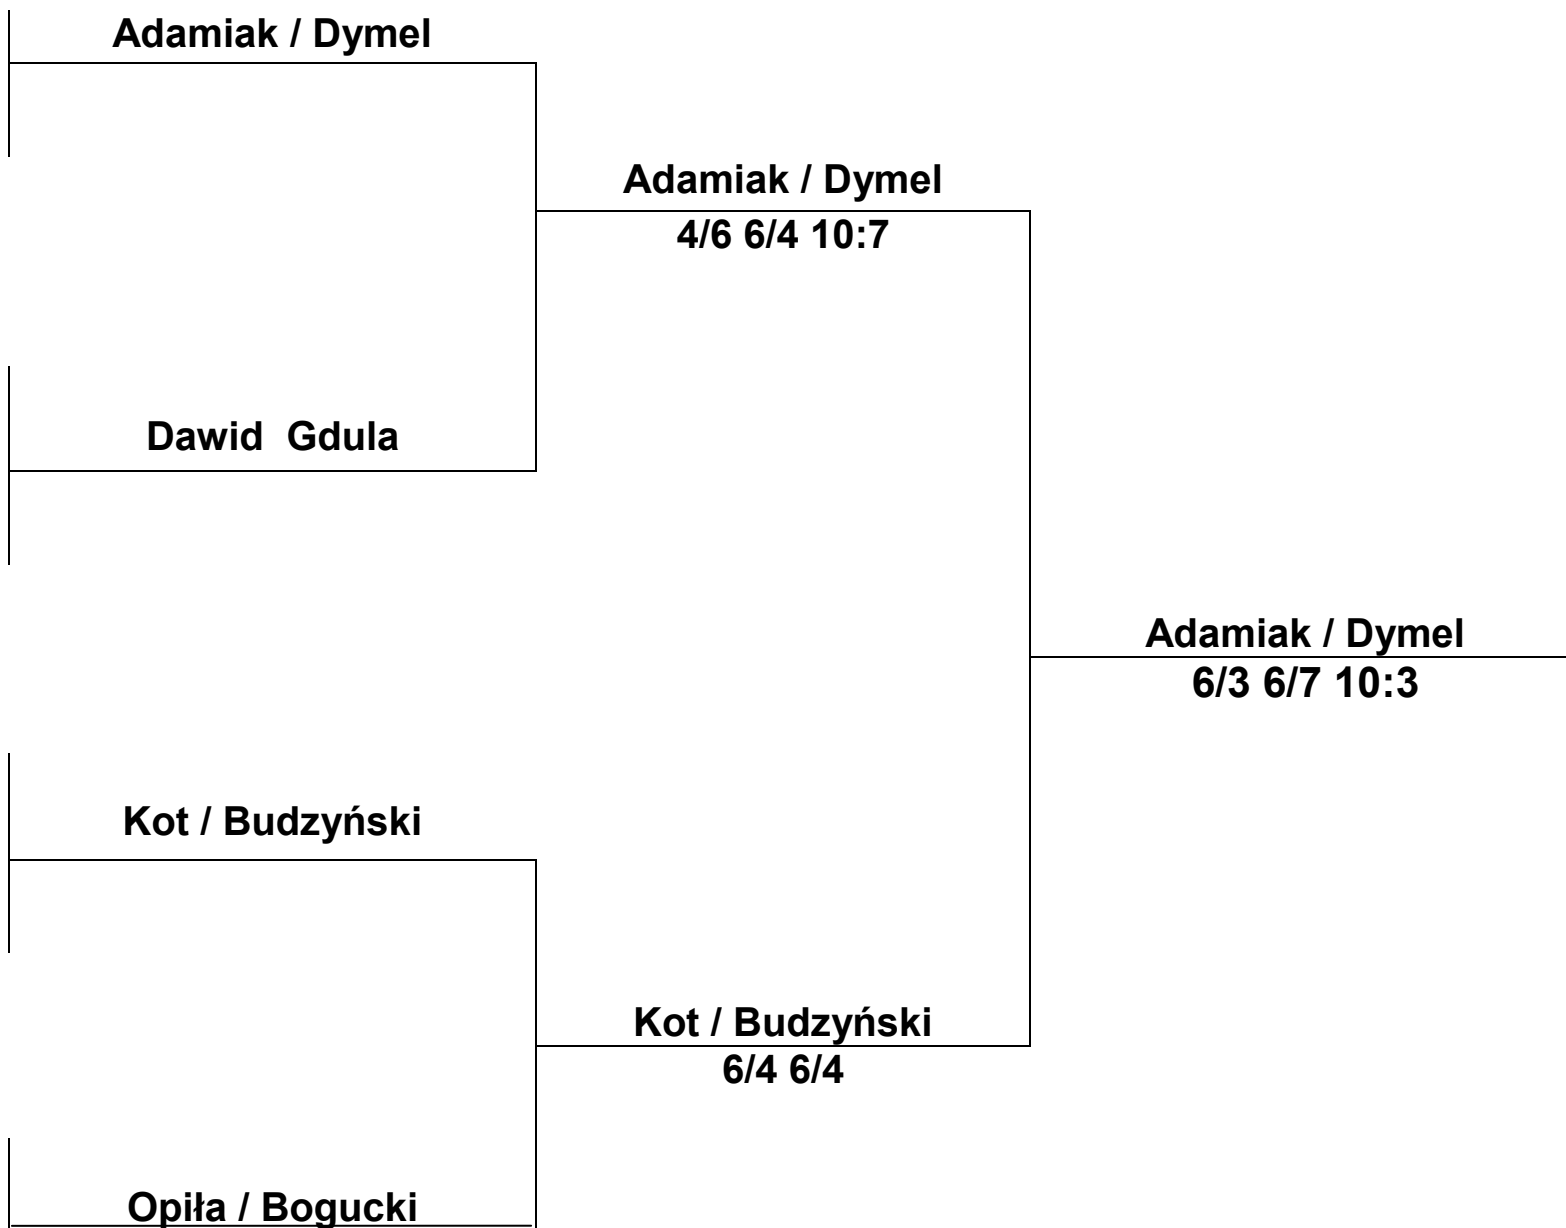 Adamiak / Dymel
Adamiak / Dymel
4/6 6/4 10:7
Dawid  Gdula
Adamiak / Dymel
6/3 6/7 10:3
Kot / Budzyński
Kot / Budzyński
6/4 6/4
Opiła / Bogucki